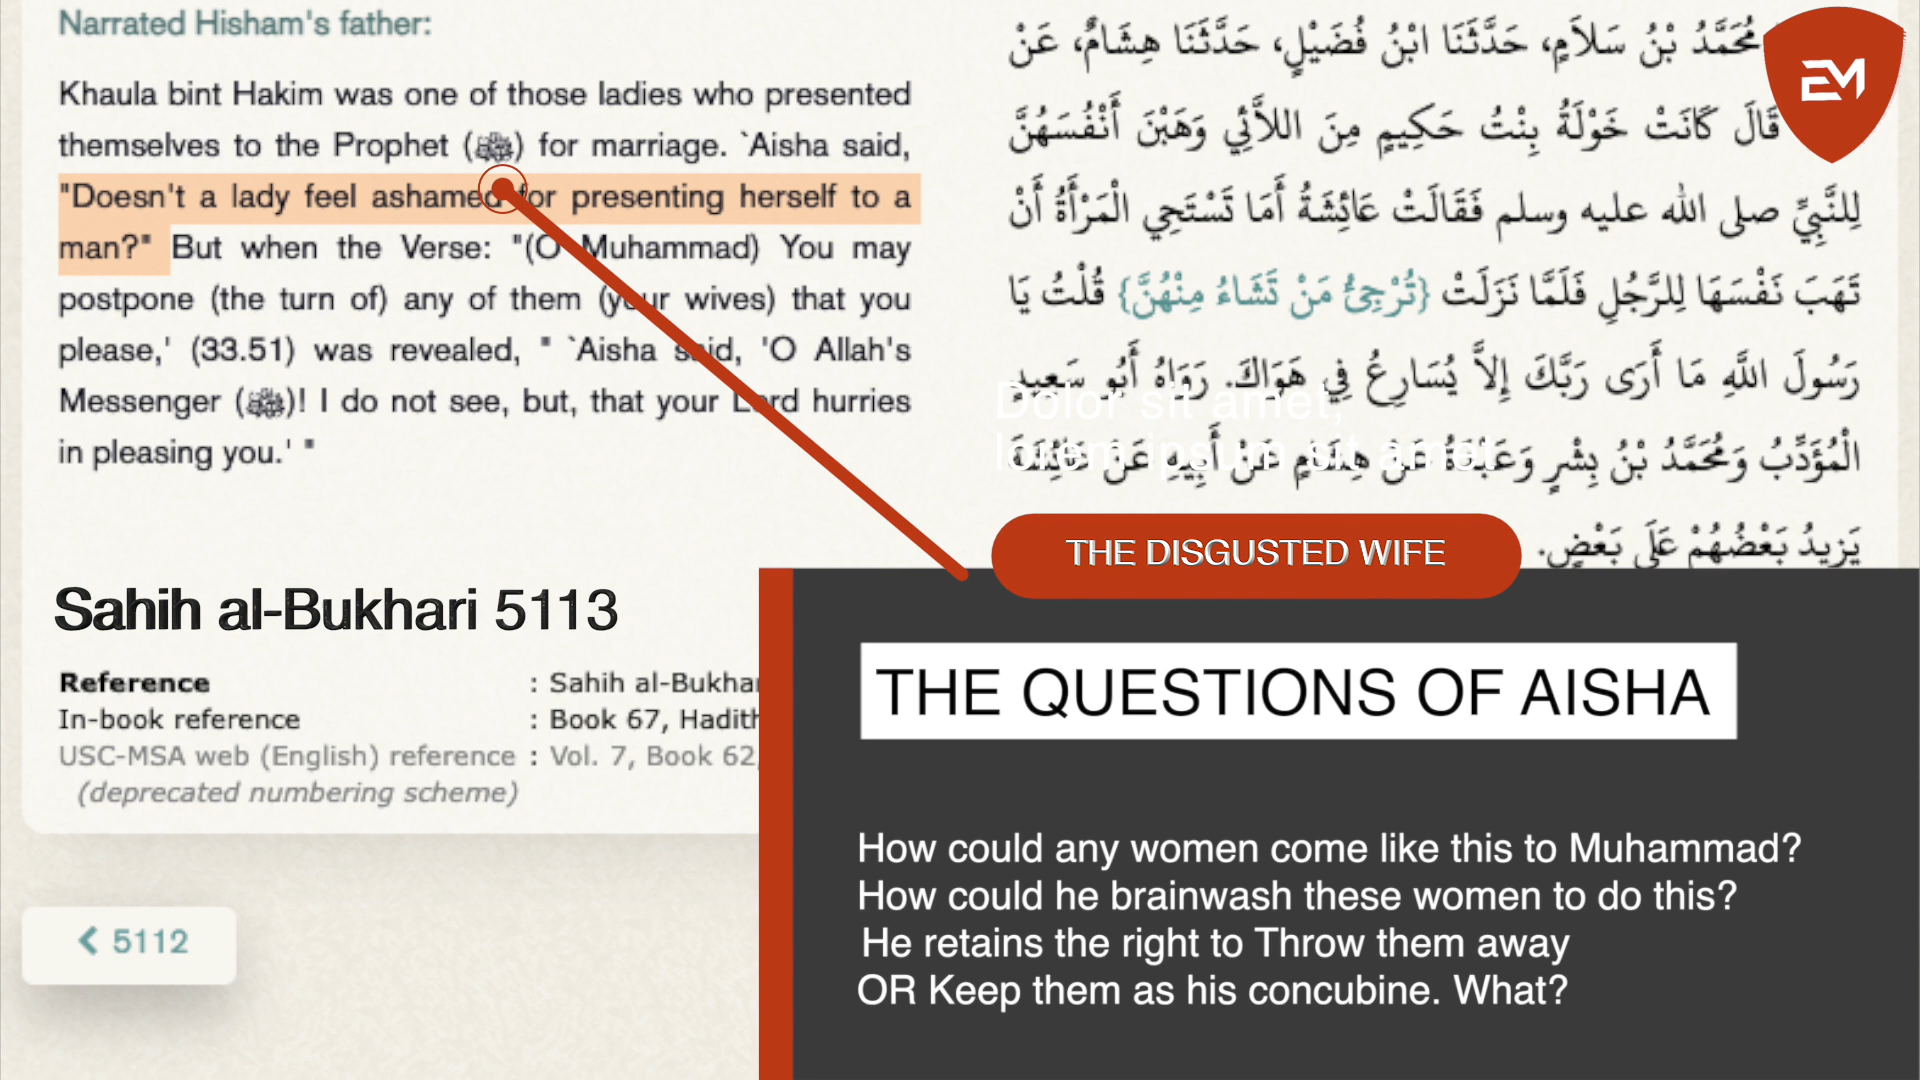 Narrated Hisham's father:
Khaula bint Hakim was one of those ladies who presented
themselves to the Prophet (ﷺ) for marriage. `Aisha said,
"Doesn't a lady feel ashamed for presenting herself to a
man?" But when the Verse: "(O Muhammad) You may
postpone (the turn of) any of them (your wives) that you
please,' (33.51) was revealed, " `Aisha said, 'O Allah's
Messenger (ﷺ)! I do not see, but, that your Lord hurries
in pleasing you.' "
مُحَمَّدُ بْنُ سَلاَمٍ، حَدَّثَنَا ابْنُ فُضَيْلٍ، حَدَّثَنَا هِشَامٌ، عَنْ
قَالَ كَانَتْ خَوْلَةُ بِنْتُ حَكِيمٍ مِنَ اللاَّئِي وَهَبْنَ أَنْفُسَهُنَّ
لِلنَّبِيِّ صلى الله عليه وسلم فَقَالَتْ عَائِشَةُ أَمَا تَسْتَحِي الْمَرْأَةُ أَنْ
تَهَبَ نَفْسَهَا لِلرَّجُلِ فَلَمَّا نَزَلَتْ {تُرْجِئُ مَنْ تَشَاءُ مِنْهُنَّ} قُلْتُ يَا
رَسُولَ اللَّهِ مَا أَرَى رَبَّكَ إِلاَّ يُسَارِعُ فِي هَوَاكَ. رَوَاهُ أَبُو سَعِيدٍ
الْمُؤَدِّبُ وَمُحَمَّدُ بْنُ بِشْرٍ وَعَبْدَةُ عَنْ هِشَامٍ عَنْ أَبِيهِ عَنْ عَائِشَةَ
يَزِيدُ بَعْضُهُمْ عَلَى بَعْضٍ.
EM
Dolor sit amet,
lorem ipsum sit amet
Sahih al-Bukhari 5113
Reference : Sahih al-Bukhar
In-book reference : Book 67, Hadith
USC-MSA web (English) reference : Vol. 7, Book 62,
(deprecated numbering scheme)
5112
THE DISGUSTED WIFE
THE QUESTIONS OF AISHA
How could any women come like this to Muhammad?
How could he brainwash these women to do this?
He retains the right to Throw them away
OR Keep them as his concubine. What?